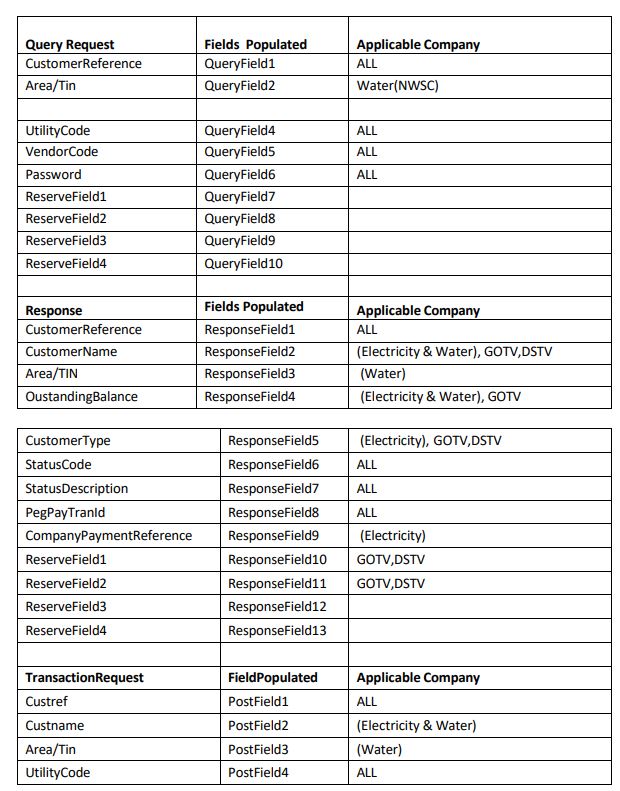 Query Request Fields  Populated Applicable Company
CustomerReference QueryField1 ALL
Area/Tin QueryField2 Water(NWSC)
UtilityCode QueryField4 ALL
VendorCode QueryField5 ALL
Password QueryField6 ALL
ReserveField1 QueryField7
ReserveField2 QueryField8
ReserveField3 QueryField9
ReserveField4 QueryField10
Response Fields Populated Applicable Company
CustomerReference ResponseField1 ALL
CustomerName ResponseField2 (Electricity & Water), GOTV,DSTV
Area/TIN ResponseField3 (Water)
OustandingBalance ResponseField4 (Electricity & Water), GOTV
CustomerType ResponseField5 (Electricity), GOTV,DSTV
StatusCode ResponseField6 ALL
StatusDescription ResponseField7 ALL
PegPayTranId ResponseField8 ALL
CompanyPaymentReference ResponseField9 (Electricity)
ReserveField1 ResponseField10 GOTV,DSTV
ReserveField2 ResponseField11 GOTV,DSTV
ReserveField3 ResponseField12
ReserveField4 ResponseField13
TransactionRequest FieldPopulated Applicable Company
Custref PostField1 ALL
Custname PostField2 (Electricity & Water)
Area/Tin PostField3 (Water)
UtilityCode PostField4 ALL